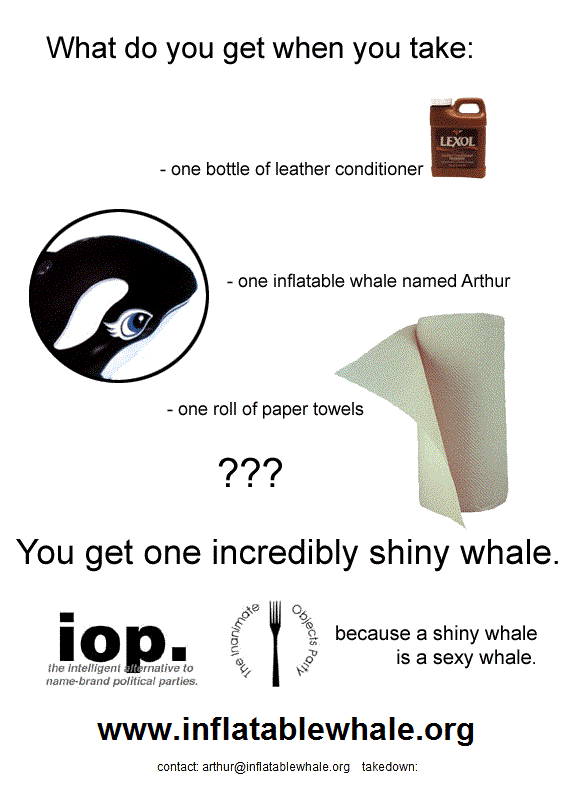 What do you get when you take:
LEXOL
- one bottle of leather conditioner
- one inflatable whale named Arthur
- one roll of paper towels
???
You get one incredibly shiny whale.
iop.
the intelligent alternative to
name-brand political parties.
The Inanimate Objects Party
because a shiny whale
is a sexy whale.
www.inflatablewhale.org
contact: arthur@inflatablewhale.org takedown: